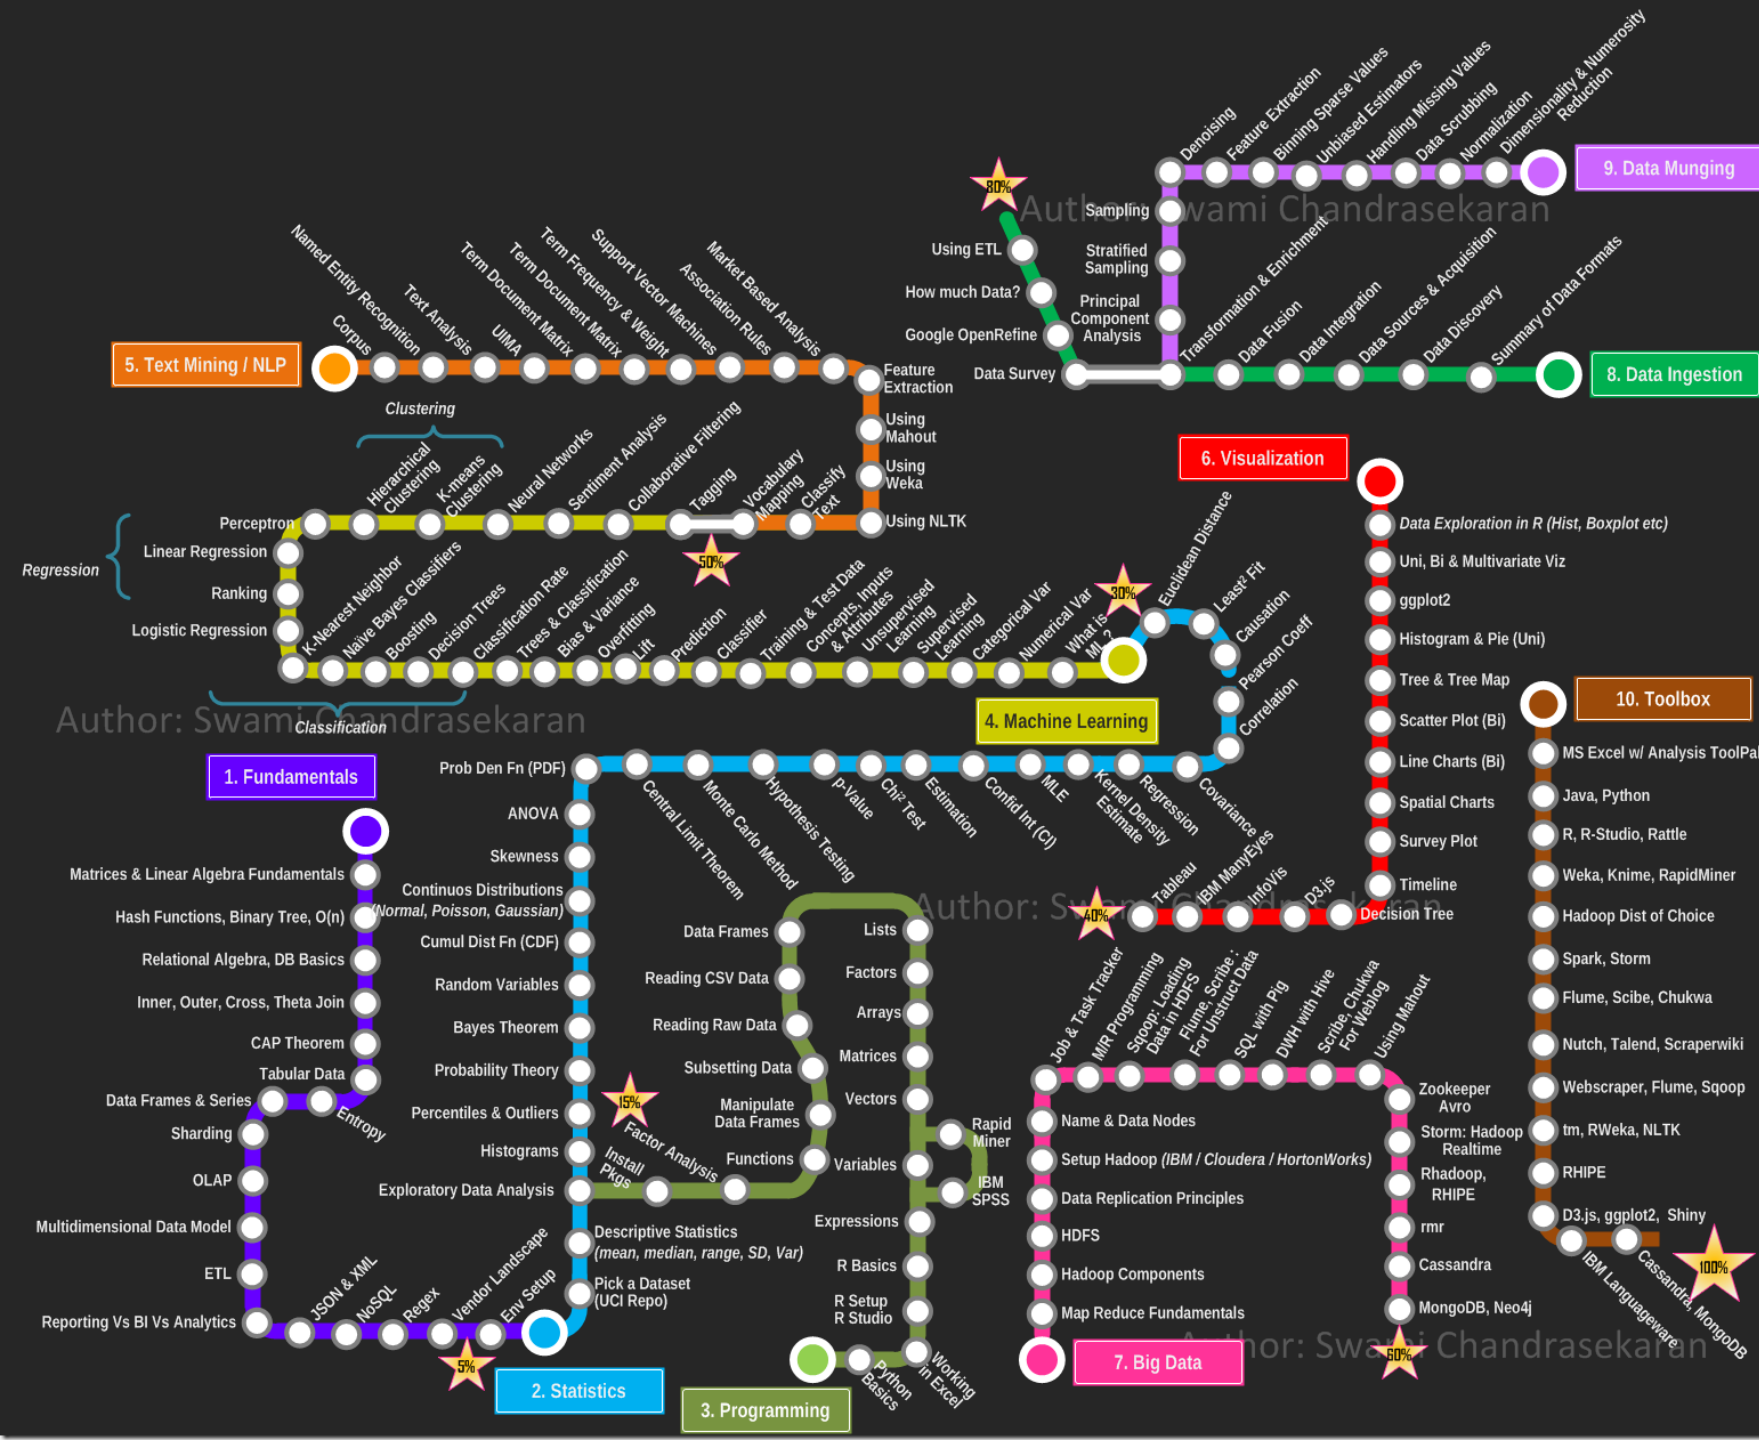 Author: Swami Chandrasekaran
9. Data Munging
Denoising
Feature Extraction
Binning Sparse Values
Unbiased Estimators
Handling Missing Values
Data Scrubbing
Normalization
Dimensionality & Numerosity
Reduction
Sampling
Stratified
Sampling
Principal
Component
Analysis
80%
Using ETL
How much Data?
Google OpenRefine
Data Survey
Transformation & Enrichment
Data Fusion
Data Integration
Data Sources & Acquisition
Data Discovery
Summary of Data Formats
8. Data Ingestion
5. Text Mining / NLP
Corpus
Named Entity Recognition
Text Analysis
UIMA
Term Document Matrix
Term Document Matrix
Term Frequency & Weight
Support Vector Machines
Association Rules
Market Based Analysis
Feature
Extraction
Using
Mahout
Using
Weka
Using NLTK
Classify
Text
Vocabulary
Mapping
50%
Tagging
Collaborative Filtering
Sentiment Analysis
Neural Networks
K-means
Clustering
Hierarchical
Clustering
Clustering
Perceptron
Linear Regression
Regression
Ranking
Logistic Regression
K-Nearest Neighbor
Naive Bayes Classifiers
Boosting
Decision Trees
Classification Rate
Trees & Classification
Bias & Variance
Overfitting
Lift
Prediction
Classifier
Training & Test Data
Concepts, Inputs
& Attributes
Unsupervised
Learning
Supervised
Learning
Categorical Var
Numerical Var
What is
ML?
Classification
Author: Swami Chandrasekaran
4. Machine Learning
30%
Euclidean Distance
Least² Fit
Causation
Pearson Coeff
Correlation
Covariance
Regression
Kernel Density
Estimate
MLE
Confid Int (CI)
Estimation
Chi² Test
p-Value
Hypothesis Testing
Monte Carlo Method
Central Limit Theorem
Prob Den Fn (PDF)
ANOVA
Skewness
Continuos Distributions
(Normal, Poisson, Gaussian)
Cumul Dist Fn (CDF)
Random Variables
Bayes Theorem
Probability Theory
Percentiles & Outliers
Histograms
Exploratory Data Analysis
Descriptive Statistics
(mean, median, range, SD, Var)
Pick a Dataset
(UCI Repo)
2. Statistics
1. Fundamentals
Matrices & Linear Algebra Fundamentals
Hash Functions, Binary Tree, O(n)
Relational Algebra, DB Basics
Inner, Outer, Cross, Theta Join
CAP Theorem
Tabular Data
Entropy
Data Frames & Series
Sharding
OLAP
Multidimensional Data Model
ETL
Reporting Vs BI Vs Analytics
JSON & XML
NoSQL
Regex
Vendor Landscape
Env Setup
5%
15%
Factor Analysis
Install
Pkgs
Data Frames
Reading CSV Data
Reading Raw Data
Subsetting Data
Manipulate
Data Frames
Functions
Lists
Factors
Arrays
Matrices
Vectors
Variables
Rapid
Miner
IBM
SPSS
Expressions
R Basics
R Setup
R Studio
Working
in Excel
Python
Basics
3. Programming
6. Visualization
Data Exploration in R (Hist, Boxplot etc)
Uni, Bi & Multivariate Viz
ggplot2
Histogram & Pie (Uni)
Tree & Tree Map
Scatter Plot (Bi)
Line Charts (Bi)
Spatial Charts
Survey Plot
Timeline
Decision Tree
D3.js
InfoVis
IBM ManyEyes
Tableau
40%
Author: Swami Chandrasekaran
Job & Task Tracker
M/R Programming
Sqoop: Loading
Data in HDFS
Flume, Scribe :
For Unstruct Data
SQL with Pig
DWH with Hive
Scribe, Chukwa
For Weblog
Using Mahout
Zookeeper
Avro
Storm: Hadoop
Realtime
Rhadoop,
RHIPE
rmr
Cassandra
MongoDB, Neo4j
60%
Name & Data Nodes
Setup Hadoop (IBM / Cloudera / HortonWorks)
Data Replication Principles
HDFS
Hadoop Components
Map Reduce Fundamentals
7. Big Data
Author: Swami Chandrasekaran
10. Toolbox
MS Excel w/ Analysis ToolPa
Java, Python
R, R-Studio, Rattle
Weka, Knime, RapidMiner
Hadoop Dist of Choice
Spark, Storm
Flume, Scibe, Chukwa
Nutch, Talend, Scraperwiki
Webscraper, Flume, Sqoop
tm, RWeka, NLTK
RHIPE
D3.js, ggplot2, Shiny
IBM Languageware
Cassandra, MongoDB
100%